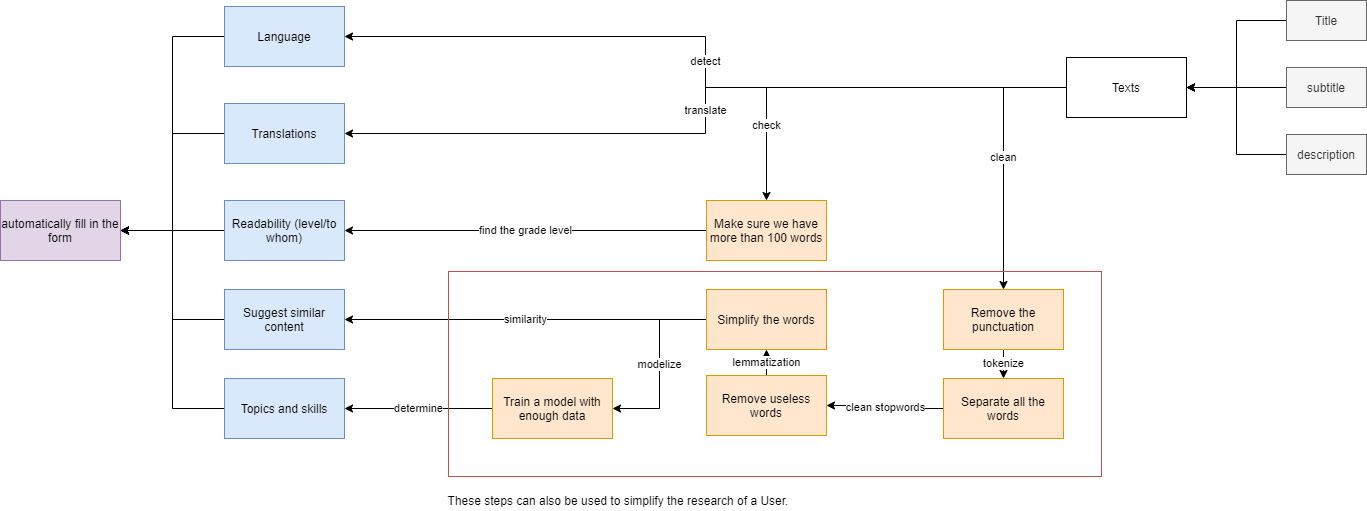 Title
Language
detect
subtitle
Texts
translate
check
Translations
description
clean
automatically fill in the
form
Readability (level/to
whom)
find the grade level
Make sure we have
more than 100 words
Suggest similar
content
similarity
Simplify the words
Remove the
punctuation
modelize
lemmatization
tokenize
Topics and skills
determine
Train a model with
enough data
Remove useless
words
clean stopwords
Separate all the
words
These steps can also be used to simplify the research of a User.